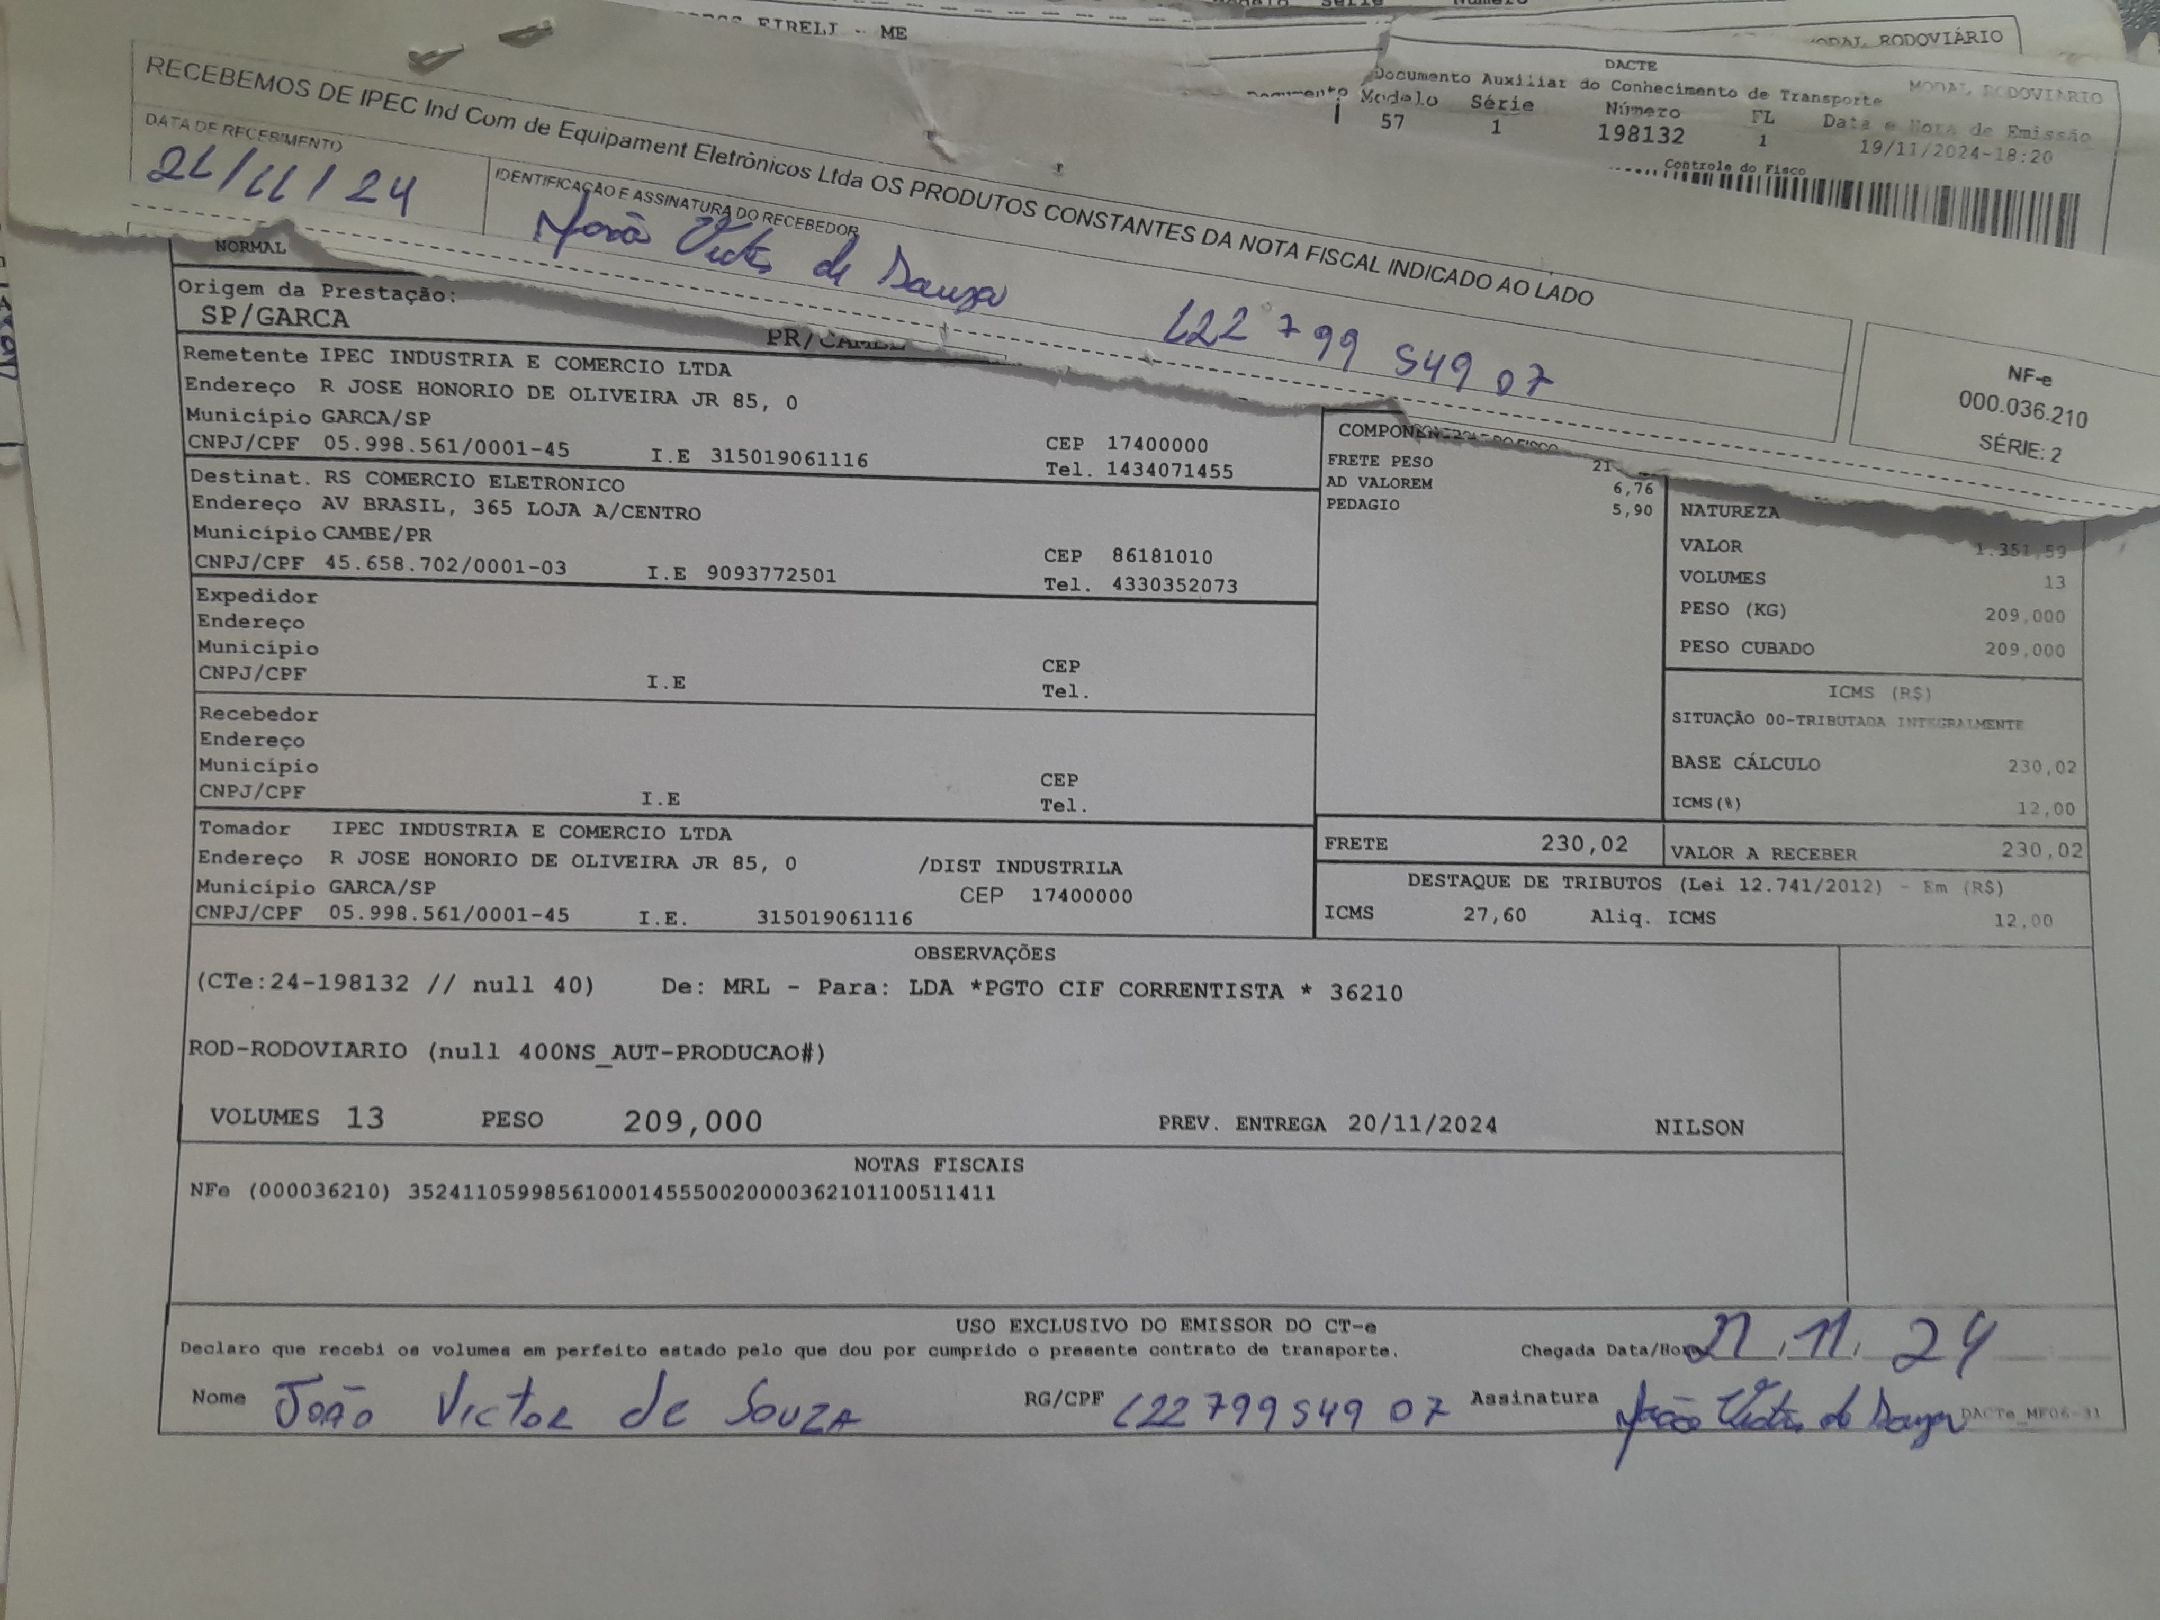 EIRELI - ME
MODAL RODOVIÁRIO
RECEBEMOS DE IPEC Ind Com de Equipament Eletrônicos Ltda OS PRODUTOS CONSTANTES DA NOTA FISCAL INDICADO AO LADO
DATA DE RECEBIMENTO
21/11/24
IDENTIFICAÇÃO E ASSINATURA DO RECEBEDOR
João Victor de Souza
122 799 549 07
NF-e
000.036.210
SÉRIE: 2
DACTE
MODAL RODOVIÁRIO
Documento Auxiliar do Conhecimento de Transporte
Modelo Série Número FL Data e Hora de Emissão
57 1 198132 1 19/11/2024-18:20
Controle do Fisco
NORMAL
Origem da Prestação:
SP/GARCA
PR/CAMBE
Remetente IPEC INDUSTRIA E COMERCIO LTDA
Endereço R JOSE HONORIO DE OLIVEIRA JR 85, 0
Município GARCA/SP CEP 17400000
CNPJ/CPF 05.998.561/0001-45 I.E 315019061116 Tel. 1434071455
Destinat. RS COMERCIO ELETRONICO
Endereço AV BRASIL, 365 LOJA A/CENTRO
Município CAMBE/PR CEP 86181010
CNPJ/CPF 45.658.702/0001-03 I.E 9093772501 Tel. 4330352073
Expedidor
Endereço
Município CEP
CNPJ/CPF I.E Tel.
Recebedor
Endereço
Município CEP
CNPJ/CPF I.E Tel.
Tomador IPEC INDUSTRIA E COMERCIO LTDA
Endereço R JOSE HONORIO DE OLIVEIRA JR 85, 0 /DIST INDUSTRILA
Município GARCA/SP CEP 17400000
CNPJ/CPF 05.998.561/0001-45 I.E. 315019061116
FRETE PESO
AD VALOREM 6,76
PEDAGIO 5,90
NATUREZA
VALOR 1.351,59
VOLUMES 13
PESO (KG) 209,000
PESO CUBADO 209,000
ICMS (R$)
SITUAÇÃO 00-TRIBUTADA INTEGRALMENTE
BASE CÁLCULO 230,02
ICMS(%) 12,00
FRETE 230,02 VALOR A RECEBER 230,02
DESTAQUE DE TRIBUTOS (Lei 12.741/2012) - Em (R$)
ICMS 27,60 Aliq. ICMS 12,00
OBSERVAÇÕES
(CTe:24-198132 // null 40) De: MRL - Para: LDA *PGTO CIF CORRENTISTA * 36210
ROD-RODOVIARIO (null 400NS_AUT-PRODUCAO#)
VOLUMES 13 PESO 209,000 PREV. ENTREGA 20/11/2024 NILSON
NOTAS FISCAIS
NFe (000036210) 35241105998561000145550020000362101100511411
USO EXCLUSIVO DO EMISSOR DO CT-e
Declaro que recebi os volumes em perfeito estado pelo que dou por cumprido o presente contrato de transporte. Chegada Data/Hora 21.11.24
Nome João Victor de Souza RG/CPF 122 799 549 07 Assinatura João Victor de Souza DACTe_MF06-31